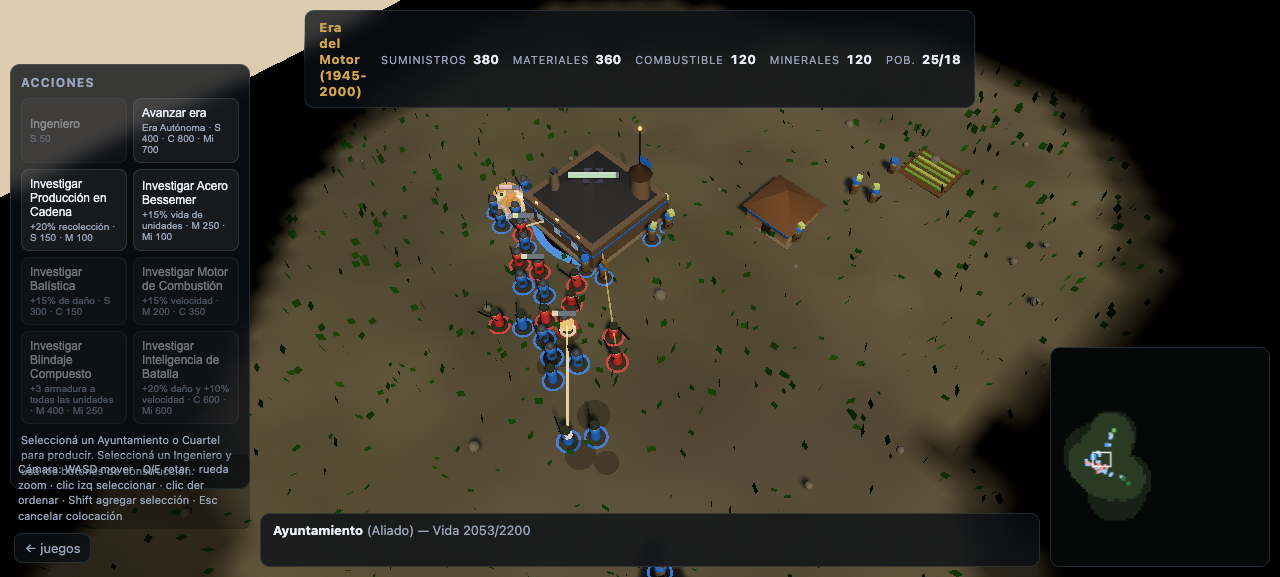 Era
del
Motor
(1945-
2000)
SUMINISTROS 380 MATERIALES 360 COMBUSTIBLE 120 MINERALES 120 POB. 25/18
ACCIONES
Ingeniero
S 50
Avanzar era
Era Autónoma · S
400 · C 800 · Mi
700
Investigar
Producción en
Cadena
+20% recolección ·
S 150 · M 100
Investigar Acero
Bessemer
+15% vida de
unidades · M 250 ·
Mi 100
Investigar
Balística
+15% de daño · S
300 · C 150
Investigar Motor
de Combustión
+15% velocidad ·
M 200 · C 350
Investigar
Blindaje
Compuesto
+3 armadura a
todas las unidades
· M 400 · Mi 250
Investigar
Inteligencia de
Batalla
+20% daño y +10%
velocidad · C 600 ·
Mi 600
Seleccioná un Ayuntamiento o Cuartel
para producir. Seleccioná un Ingeniero y
usá los botones de construcción.
Cámara: WASD mover · Q/E rotar · rueda
zoom · clic izq seleccionar · clic der
ordenar · Shift agregar selección · Esc
cancelar colocación
← juegos
Ayuntamiento (Aliado) — Vida 2053/2200